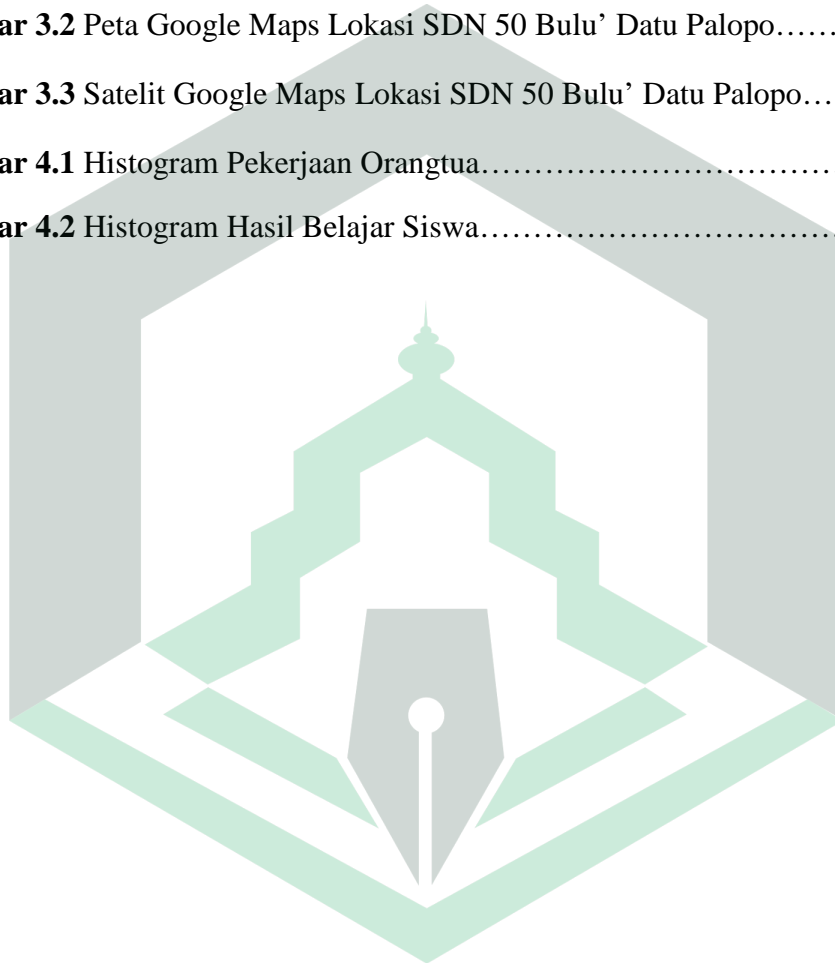 ar 3.2 Peta Google Maps Lokasi SDN 50 Bulu’ Datu Palopo……
ar 3.3 Satelit Google Maps Lokasi SDN 50 Bulu’ Datu Palopo…
ar 4.1 Histogram Pekerjaan Orangtua……………………………
ar 4.2 Histogram Hasil Belajar Siswa……………………………